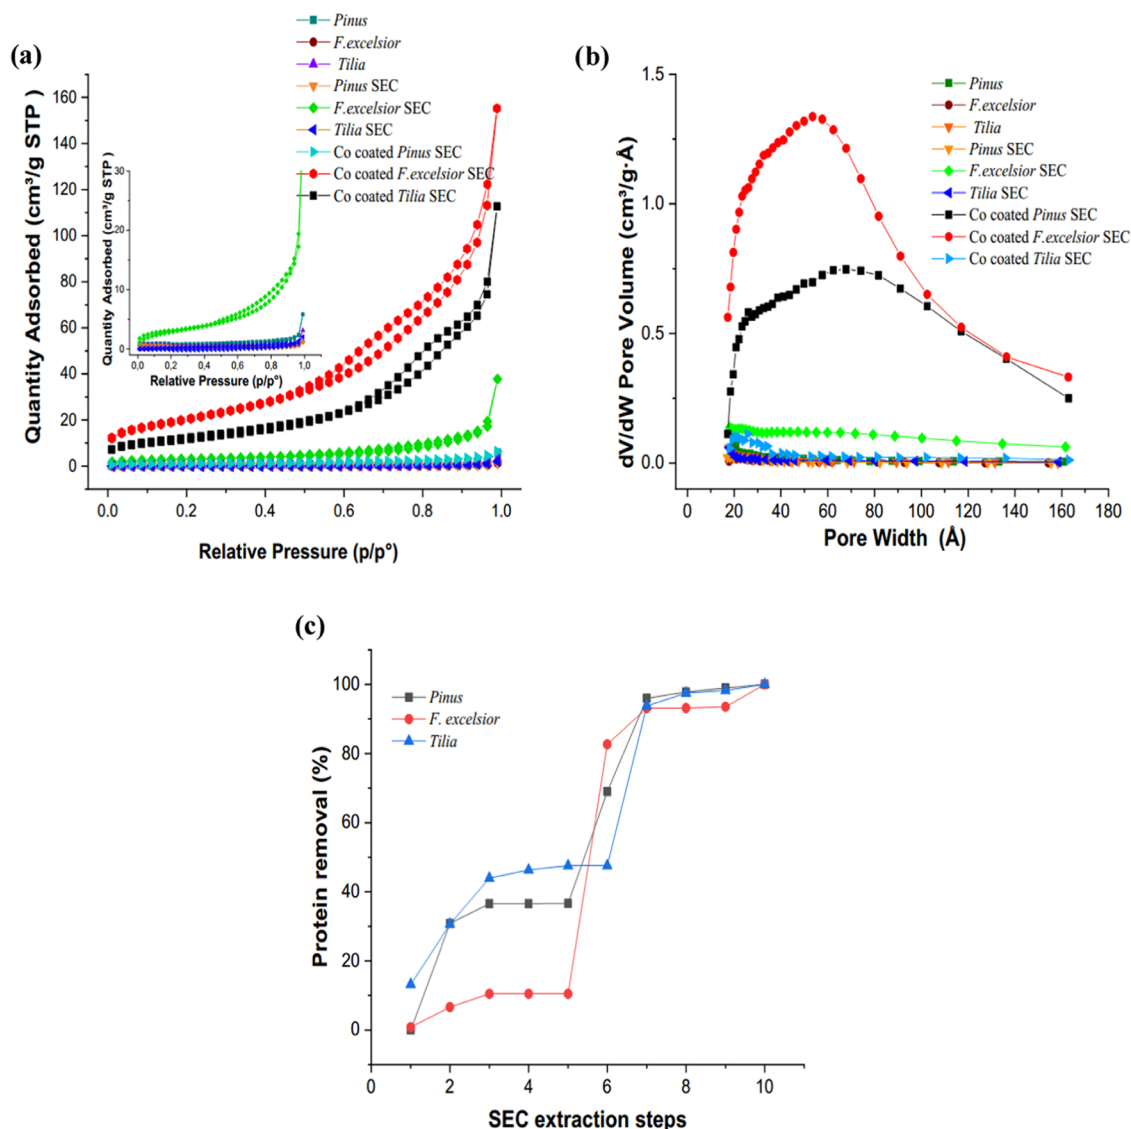 (a)
Pinus
F.excelsior
Tilia
Pinus SEC
F.excelsior SEC
Tilia SEC
Co coated Pinus SEC
Co coated F.excelsior SEC
Co coated Tilia SEC
Quantity Adsorbed (cm³/g STP )
160
140
120
100
80
60
40
20
0
0.0 0.2 0.4 0.6 0.8 1.0
Relative Pressure (p/p°)
Quantity Adsorbed (cm³/g STP )
30
20
10
0
0,0 0,2 0,4 0,6 0,8 1,0
Relative Pressure (p/p°)
(b)
Pinus
F.excelsior
Tilia
Pinus SEC
F.excelsior SEC
Tilia SEC
Co coated Pinus SEC
Co coated F.excelsior SEC
Co coated Tilia SEC
dV/dW Pore Volume (cm³/g·Å)
1.5
1.0
0.5
0.0
0 20 40 60 80 100 120 140 160 180
Pore Width (Å)
(c)
Pinus
F. excelsior
Tilia
Protein removal (%)
100
80
60
40
20
0
0 2 4 6 8 10
SEC extraction steps